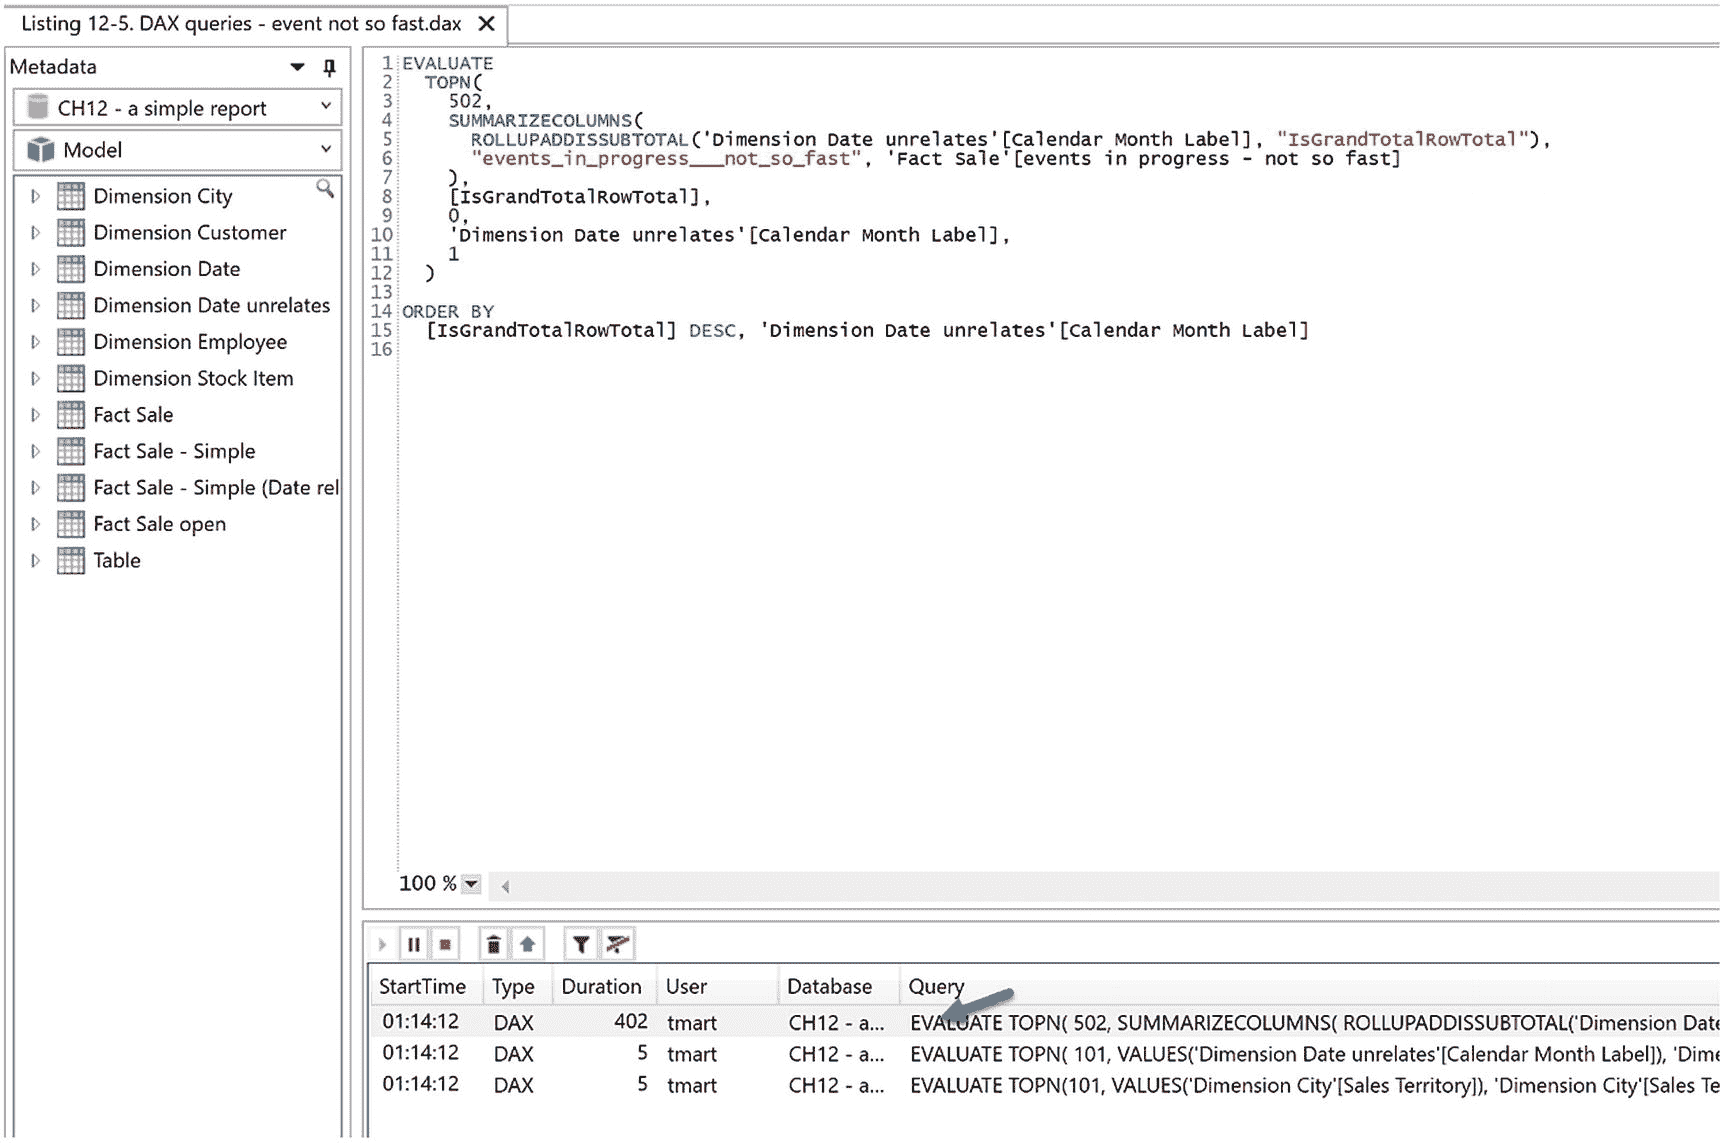 Listing 12-5. DAX queries - event not so fast.dax
Metadata
CH12 - a simple report
Model
Dimension City
Dimension Customer
Dimension Date
Dimension Date unrelates
Dimension Employee
Dimension Stock Item
Fact Sale
Fact Sale - Simple
Fact Sale - Simple (Date rel
Fact Sale open
Table
1 EVALUATE
2 TOPN(
3 502,
4 SUMMARIZECOLUMNS(
5 ROLLUPADDISSUBTOTAL('Dimension Date unrelates'[Calendar Month Label], "IsGrandTotalRowTotal"),
6 "events_in_progress___not_so_fast", 'Fact Sale'[events in progress - not so fast]
7 ),
8 [IsGrandTotalRowTotal],
9 0,
10 'Dimension Date unrelates'[Calendar Month Label],
11 1
12 )
13
14 ORDER BY
15 [IsGrandTotalRowTotal] DESC, 'Dimension Date unrelates'[Calendar Month Label]
16
100 %
StartTime Type Duration User Database Query
01:14:12 DAX 402 tmart CH12 - a... EVALUATE TOPN( 502, SUMMARIZECOLUMNS( ROLLUPADDISSUBTOTAL('Dimension Date
01:14:12 DAX 5 tmart CH12 - a... EVALUATE TOPN( 101, VALUES('Dimension Date unrelates'[Calendar Month Label]), 'Dime
01:14:12 DAX 5 tmart CH12 - a... EVALUATE TOPN(101, VALUES('Dimension City'[Sales Territory]), 'Dimension City'[Sales Te